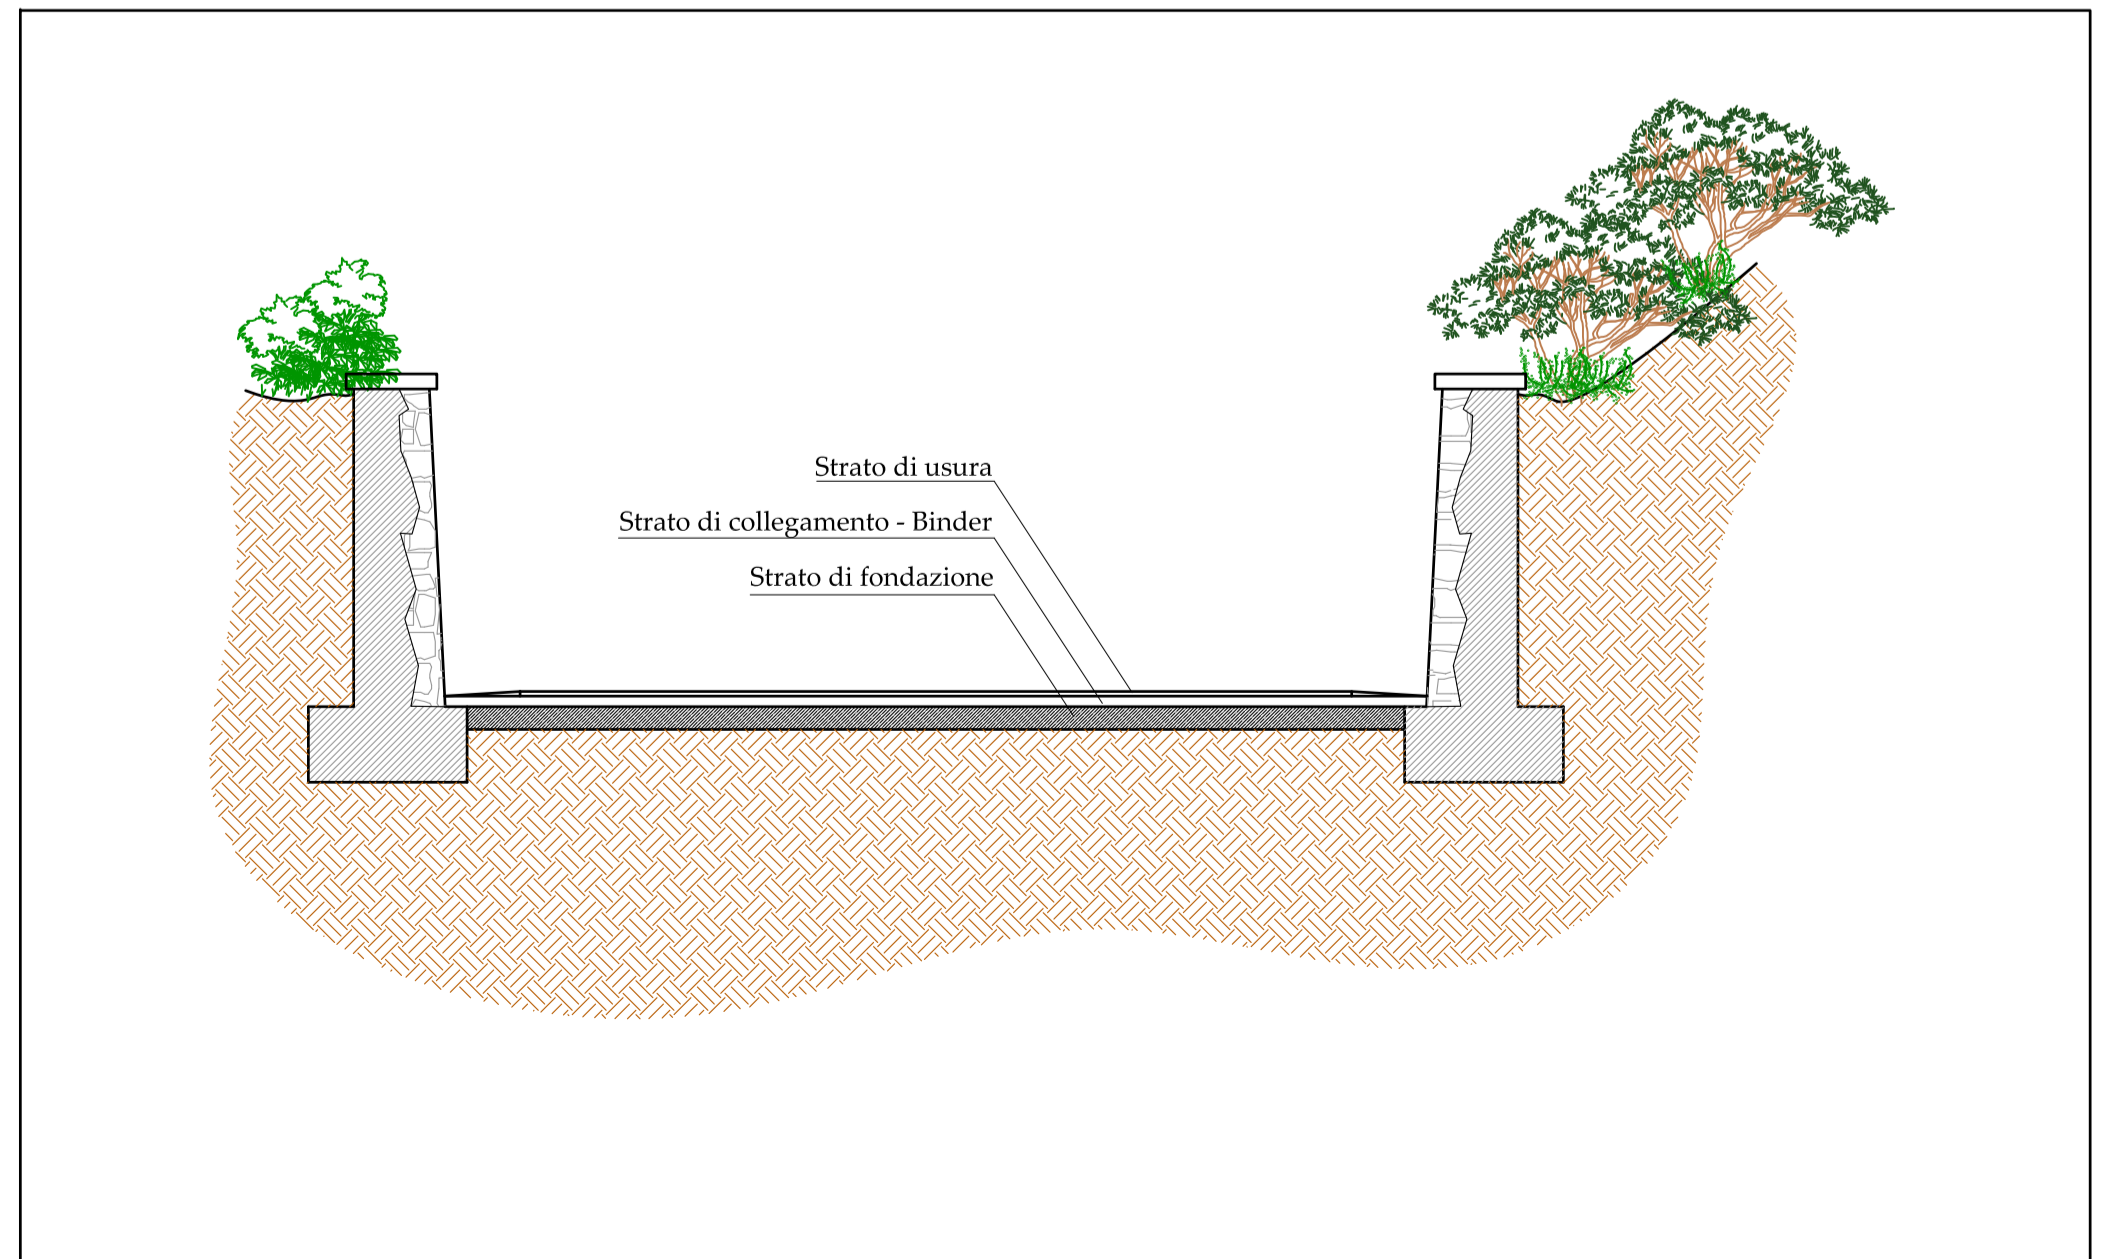 Strato di usura
Strato di collegamento - Binder
Strato di fondazione